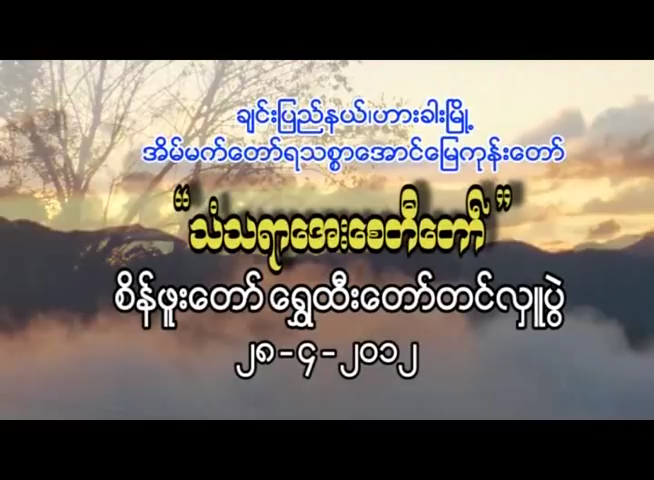 ချင်းပြည်နယ်၊ဟားခါးမြို့
အိမ်မက်တော်ရသစ္စာအောင်မြေကုန်းတော်
“သံသရာအေးစေတီတော်”
စိန်ဖူးတော် ရွှေထီးတော်တင်လှူပွဲ
၂၈-၄-၂၀၁၂